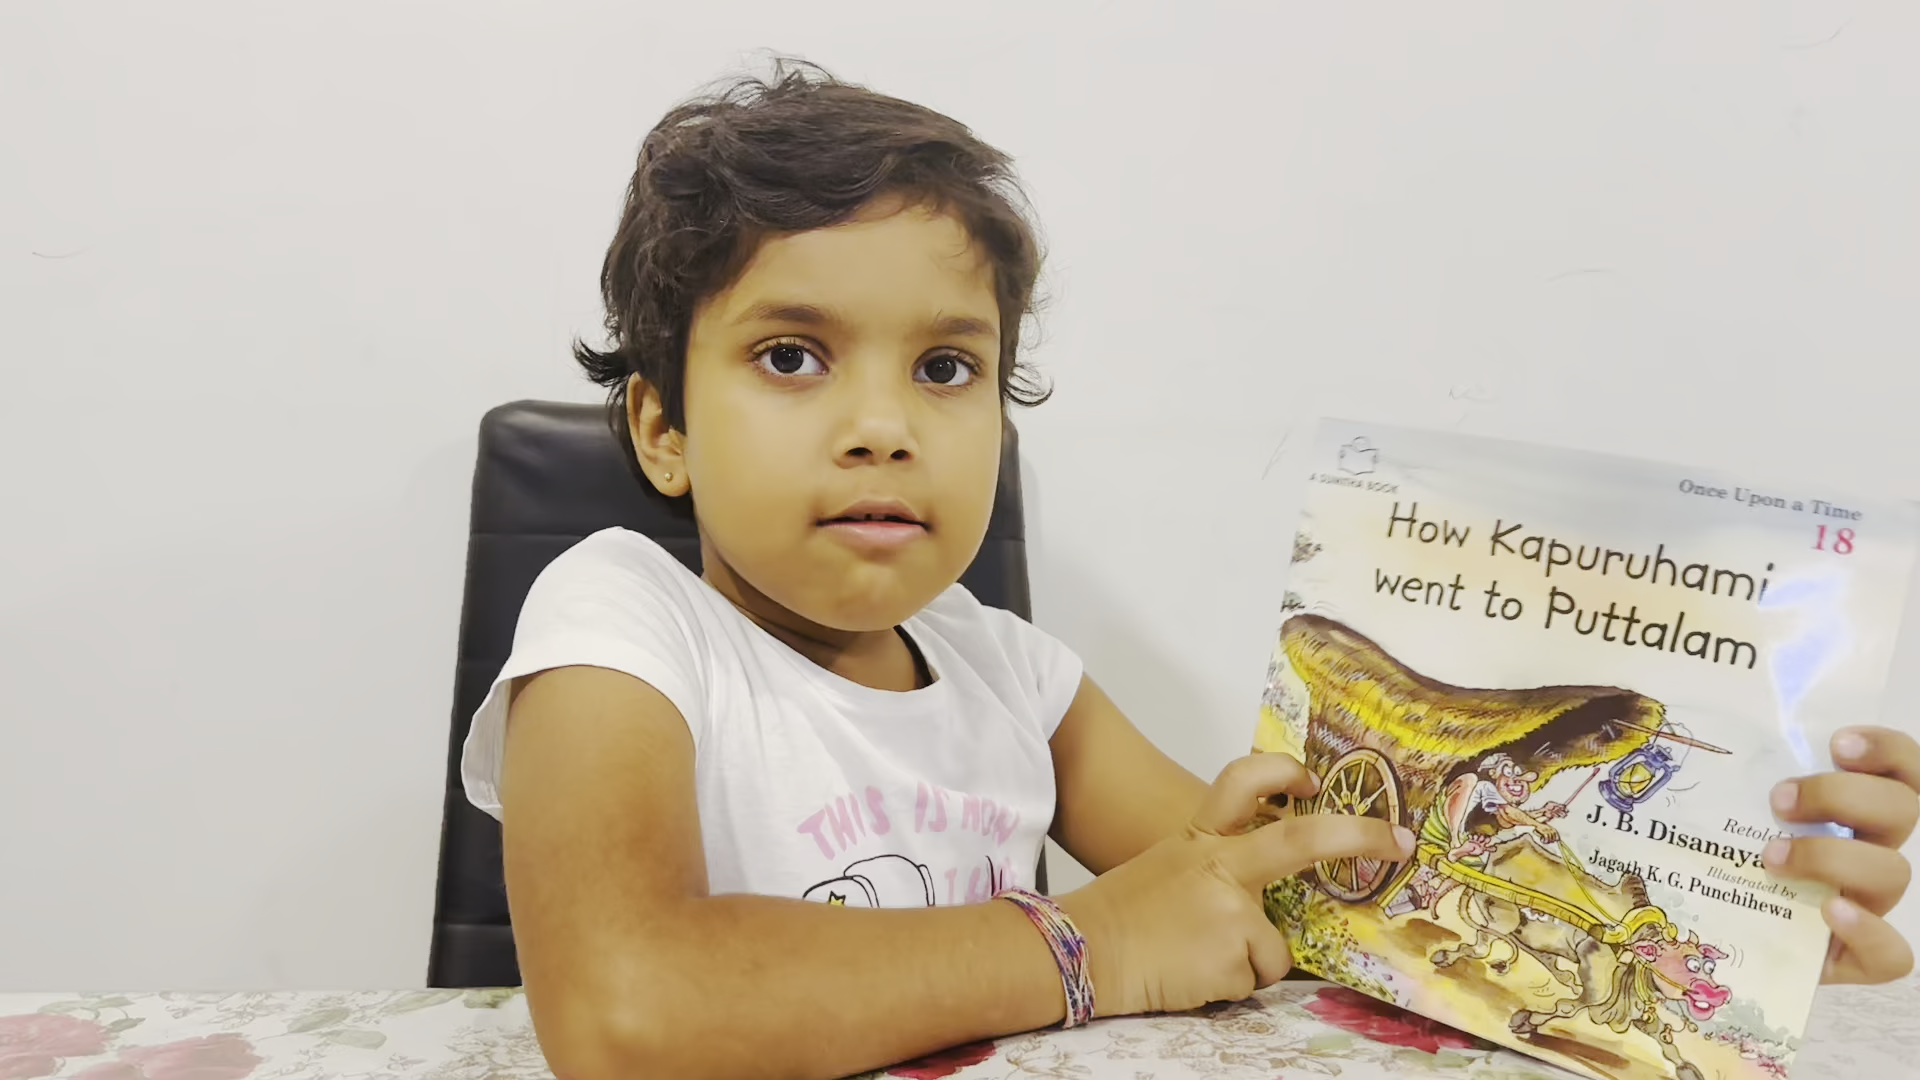 A SUMITHA BOOK
Once Upon a Time
18
How Kapuruhami
went to Puttalam
Retold
J. B. Disanaya
Illustrated by
Jagath K. G. Punchihewa
THIS IS HOW
I